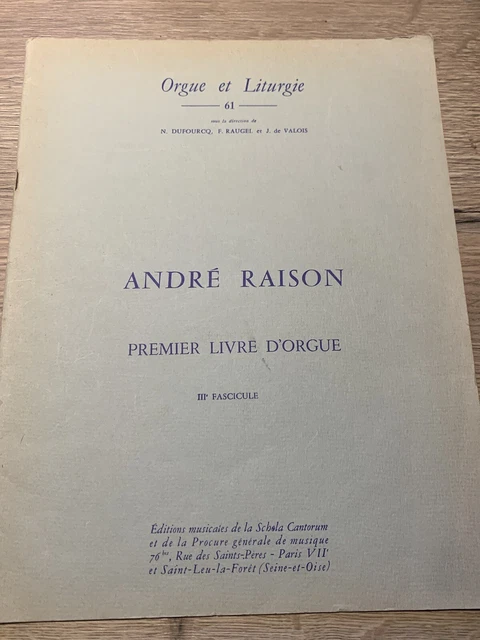 Orgue et Liturgie
61
sous la direction de
N. DUFOURCQ, F. RAUGEL et J. de VALOIS
ANDRÉ RAISON
PREMIER LIVRE D'ORGUE
IIIe FASCICULE
Éditions musicales de la Schola Cantorum
et de la Procure générale de musique
76 bis, Rue des Saints-Pères - Paris VIIe
et Saint-Leu-la-Forêt (Seine-et-Oise)